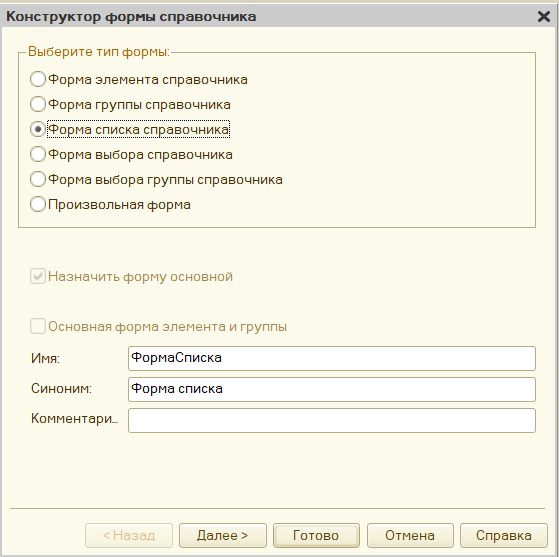 Конструктор формы справочника
Выберите тип формы:
Форма элемента справочника
Форма группы справочника
Форма списка справочника
Форма выбора справочника
Форма выбора группы справочника
Произвольная форма
Назначить форму основной
Основная форма элемента и группы
Имя: ФормаСписка
Синоним: Форма списка
Комментари...
< Назад Далее > Готово Отмена Справка